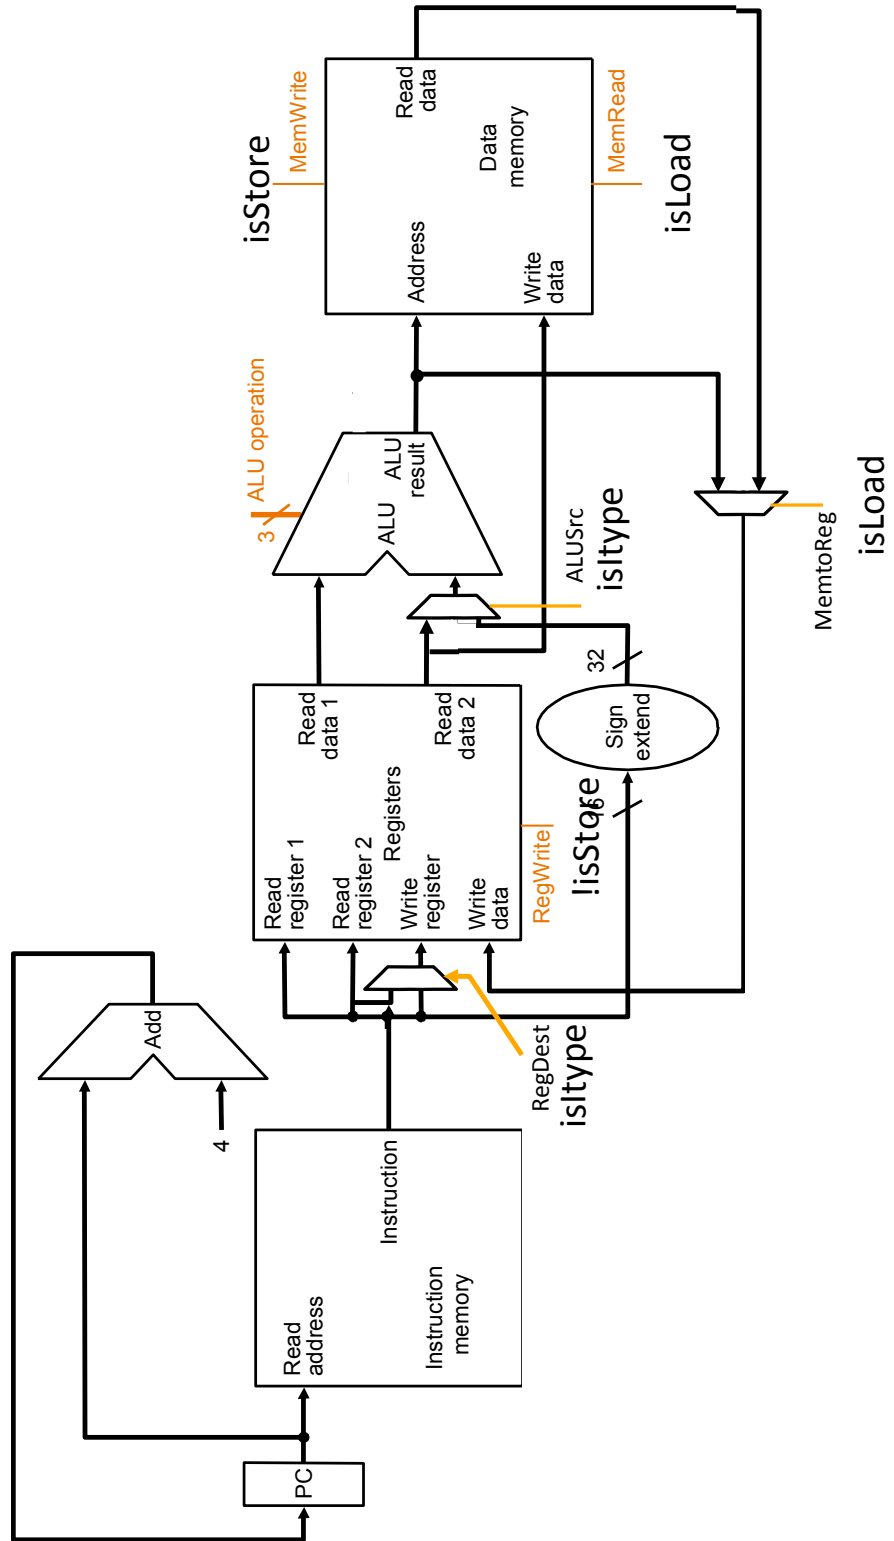 PC
Read
address
Instruction
Instruction
memory
4
Add
RegDest
isItype
Read
register 1
Read
register 2
Write
register
Write
data
Registers
Read
data 1
Read
data 2
RegWrite
!isStore
16
Sign
extend
32
ALUSrc
isItype
3
ALU operation
ALU
ALU
result
MemtoReg
isLoad
isStore
MemWrite
Address
Write
data
Data
memory
Read
data
MemRead
isLoad